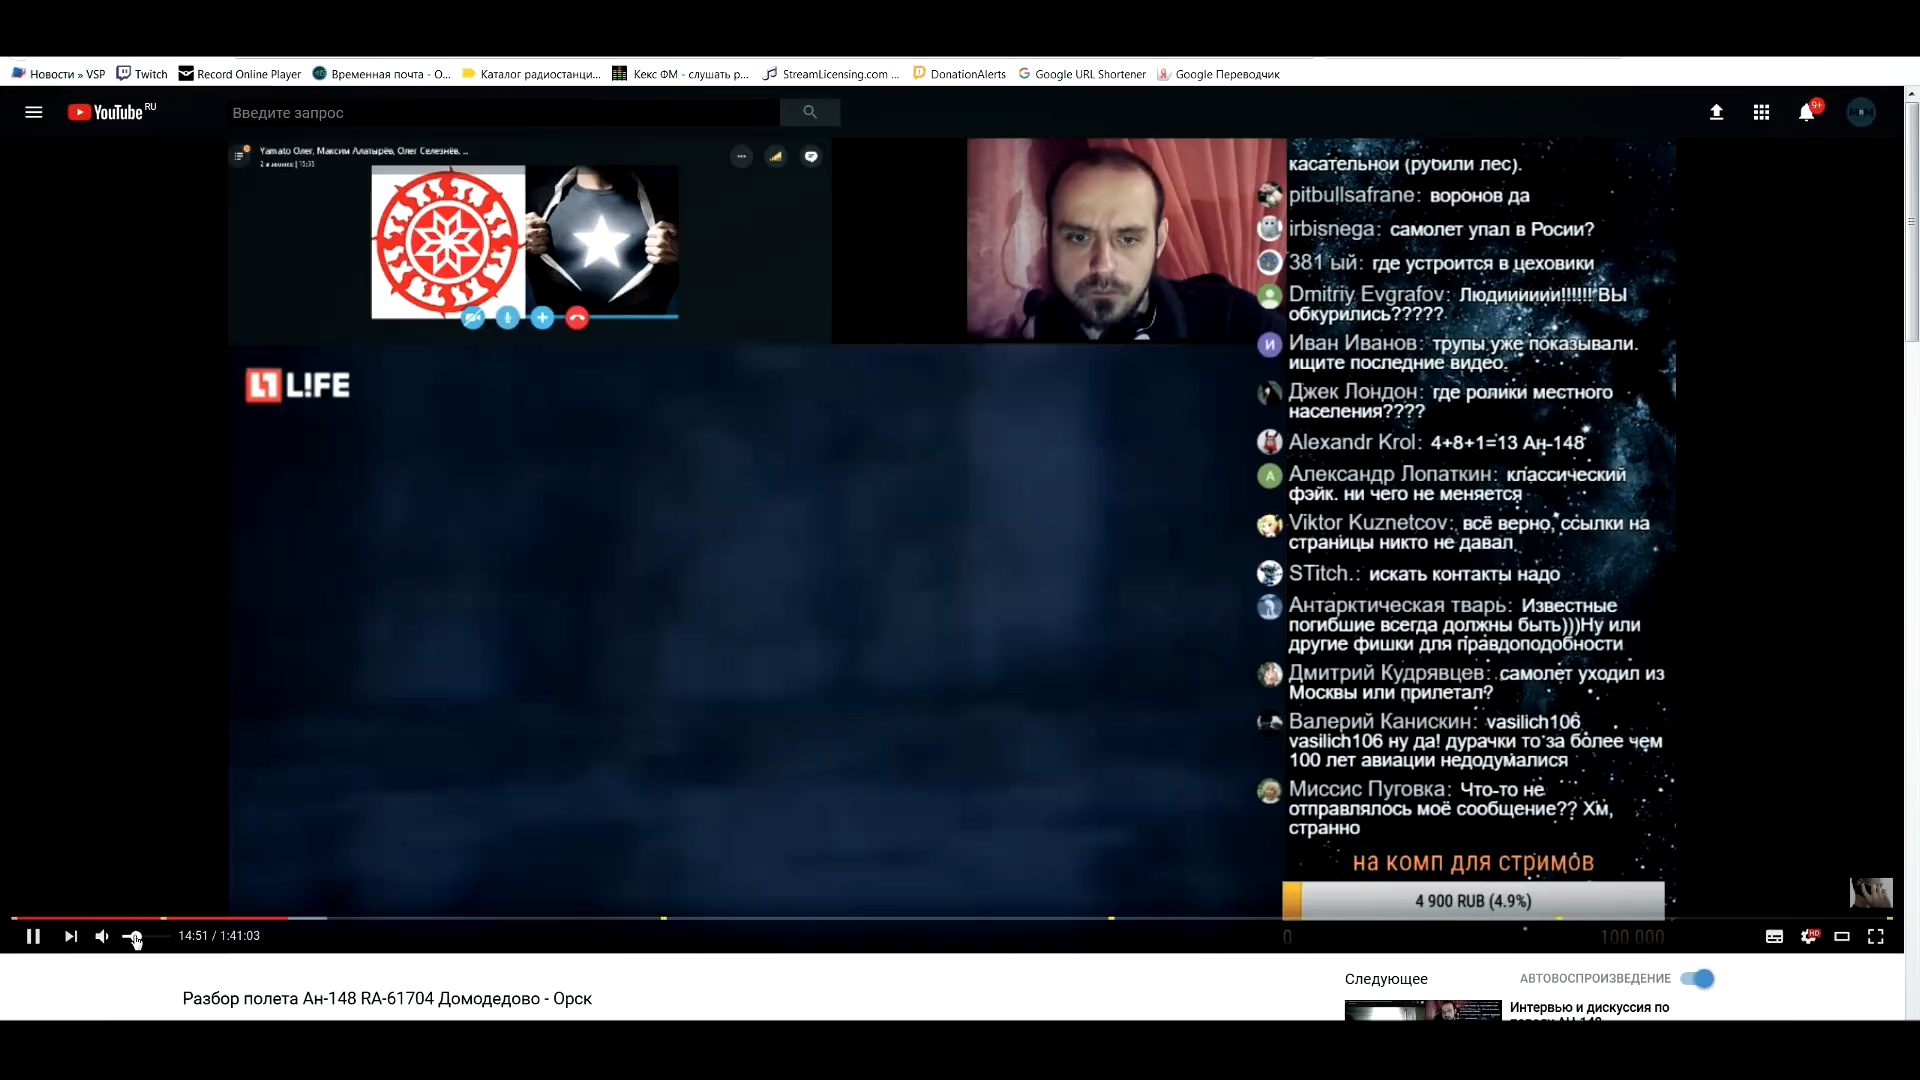 Новости » VSP
Twitch
Record Online Player
Временная почта - О...
Каталог радиостанци...
Кекс ФМ - слушать р...
StreamLicensing.com ...
DonationAlerts
Google URL Shortener
Google Переводчик
YouTube RU
Введите запрос
9+
Yamato Олег, Максим Алатырёв, Олег Селезнёв, ...
L!FE
касательной (рубили лес).
pitbullsafrane: воронов да
irbisnega: самолет упал в Росии?
381 ый: где устроится в цеховики
Dmitriy Evgrafov: Людииииии!!!!!! ВЫ
обкурились?????
Иван Иванов: трупы уже показывали.
ищите последние видео.
Джек Лондон: где ролики местного
населения????
Alexandr Krol: 4+8+1=13 Ан-148
Александр Лопаткин: классический
фэйк. ни чего не меняется
Viktor Kuznetcov: всё верно, ссылки на
страницы никто не давал
STitch.: искать контакты надо
Антарктическая тварь: Известные
погибшие всегда должны быть)))Ну или
другие фишки для правдоподобности
Дмитрий Кудрявцев: самолет уходил из
Москвы или прилетал?
Валерий Канискин: vasilich106
vasilich106 ну да! дурачки то за более чем
100 лет авиации недодумалися
Миссис Пуговка: Что-то не
отправлялось моё сообщение?? Хм,
странно
на комп для стримов
4 900 RUB (4.9%)
0
100 000
14:51 / 1:41:03
HD
Разбор полета Ан-148 RA-61704 Домодедово - Орск
Следующее
АВТОВОСПРОИЗВЕДЕНИЕ
Интервью и дискуссия по